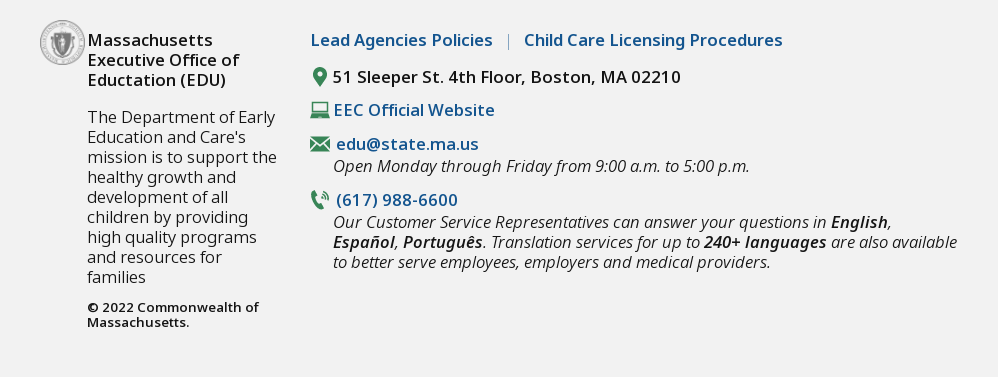 Massachusetts
Executive Office of
Eductation (EDU)
The Department of Early
Education and Care's
mission is to support the
healthy growth and
development of all
children by providing
high quality programs
and resources for
families
© 2022 Commonwealth of
Massachusetts.
Lead Agencies Policies | Child Care Licensing Procedures
51 Sleeper St. 4th Floor, Boston, MA 02210
EEC Official Website
edu@state.ma.us
Open Monday through Friday from 9:00 a.m. to 5:00 p.m.
(617) 988-6600
Our Customer Service Representatives can answer your questions in English,
Español, Português. Translation services for up to 240+ languages are also available
to better serve employees, employers and medical providers.